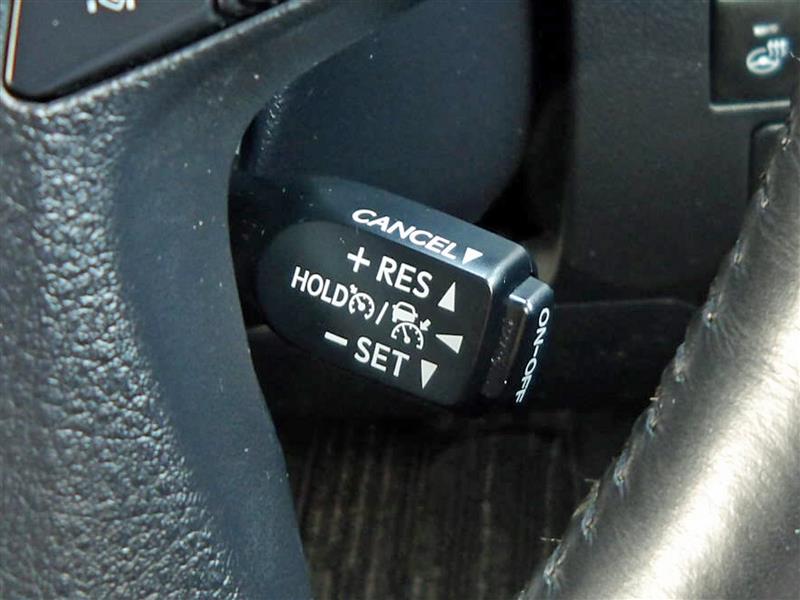 CANCEL▼
+ RES ▲
HOLD / ◀
− SET ▼
ON-OFF